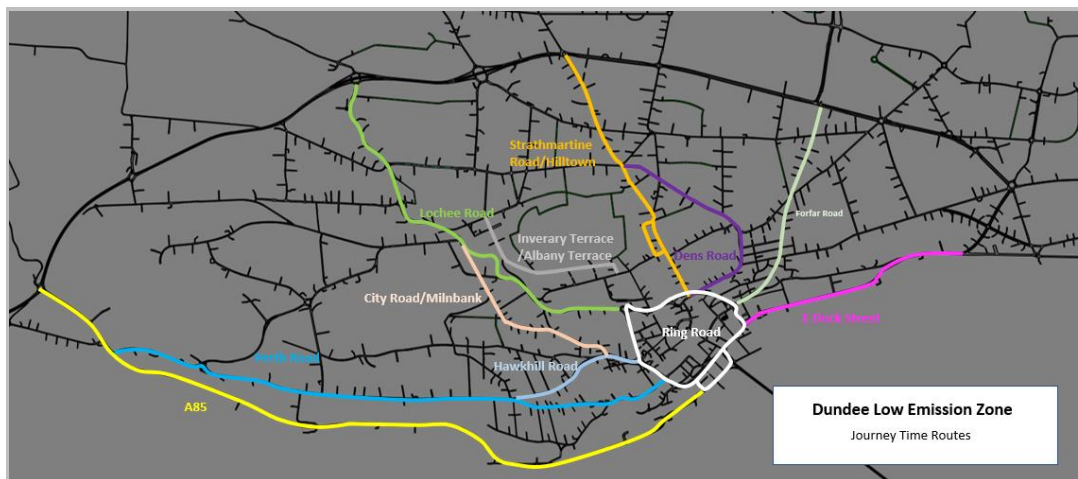 Strathmartine
Road/Hilltown
Lochee Road
Forfar Road
Inverary Terrace
/Albany Terrace
Dens Road
City Road/Milnbank
E Dock Street
Ring Road
Perth Road
Hawkhill Road
A85
Dundee Low Emission Zone
Journey Time Routes